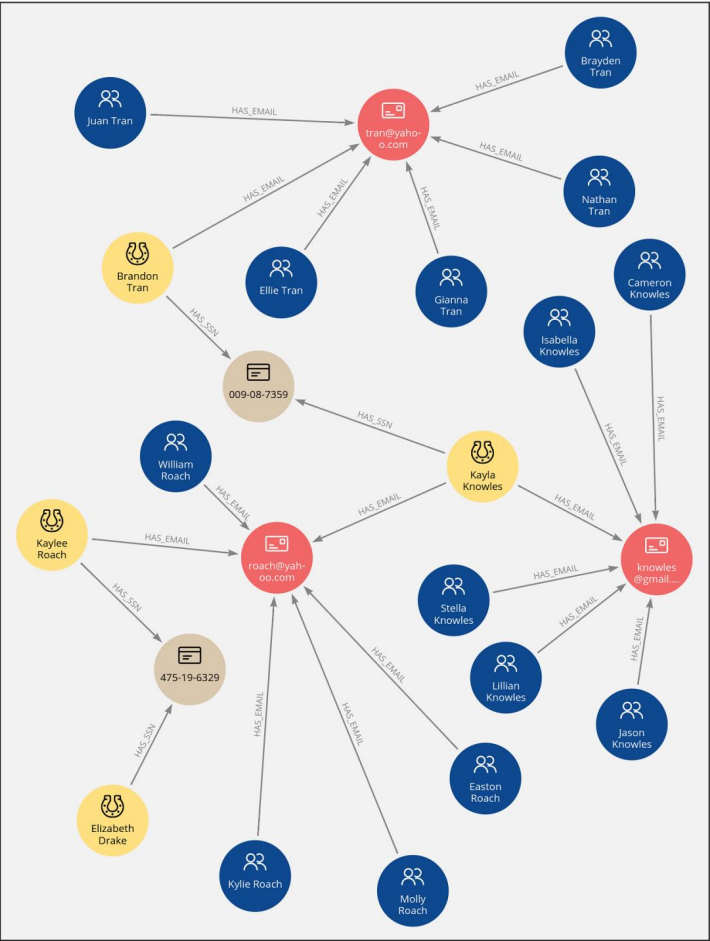 Brayden
Tran
Juan Tran
HAS_EMAIL
HAS_EMAIL
tran@yaho-
o.com
HAS_EMAIL
Nathan
Tran
HAS_EMAIL
HAS_EMAIL
HAS_EMAIL
Brandon
Tran
Ellie Tran
Gianna
Tran
Cameron
Knowles
Isabella
Knowles
HAS_SSN
009-08-7359
HAS_SSN
HAS_EMAIL
HAS_EMAIL
William
Roach
Kayla
Knowles
HAS_EMAIL
HAS_EMAIL
HAS_EMAIL
Kaylee
Roach
HAS_EMAIL
roach@yah-
oo.com
knowles
@gmail....
HAS_EMAIL
Stella
Knowles
HAS_EMAIL
HAS_SSN
HAS_EMAIL
475-19-6329
HAS_EMAIL
Lillian
Knowles
HAS_EMAIL
HAS_EMAIL
HAS_SSN
Jason
Knowles
Easton
Roach
Elizabeth
Drake
Kylie Roach
Molly
Roach